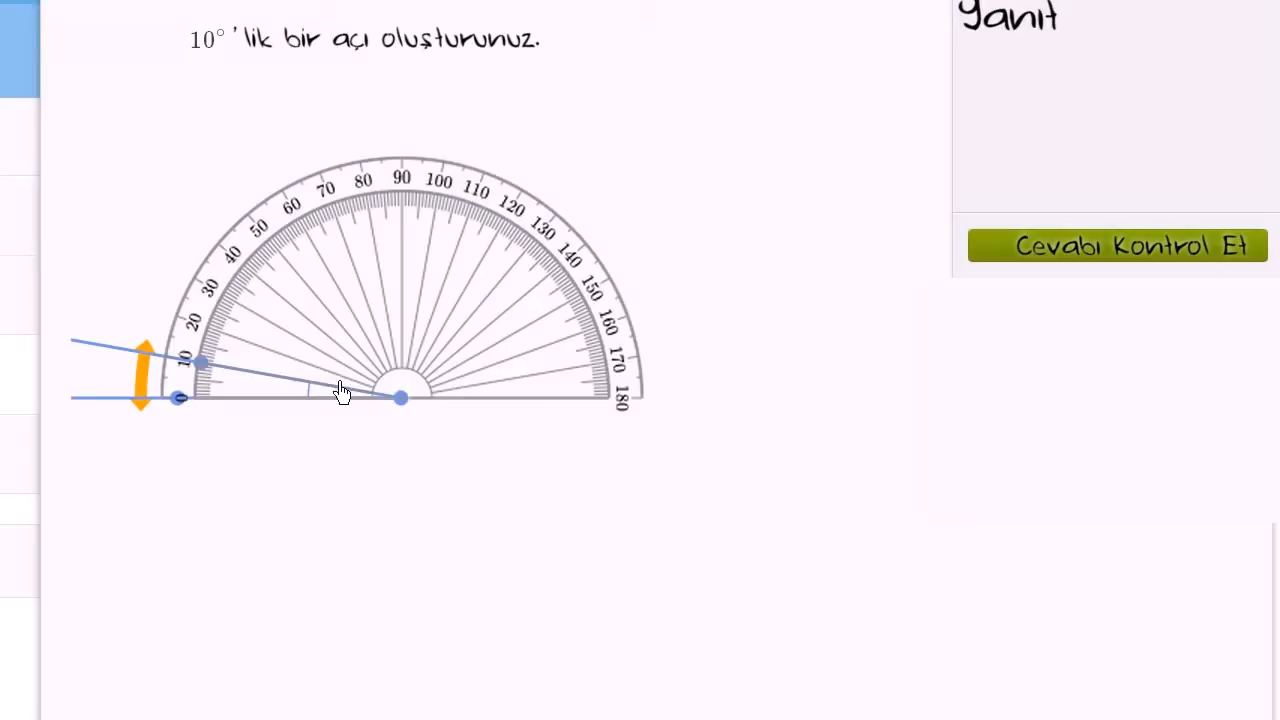 10° 'lik bir açı oluşturunuz.
Yanıt
Cevabı Kontrol Et
0 10 20 30 40 50 60 70 80 90 100 110 120 130 140 150 160 170 180